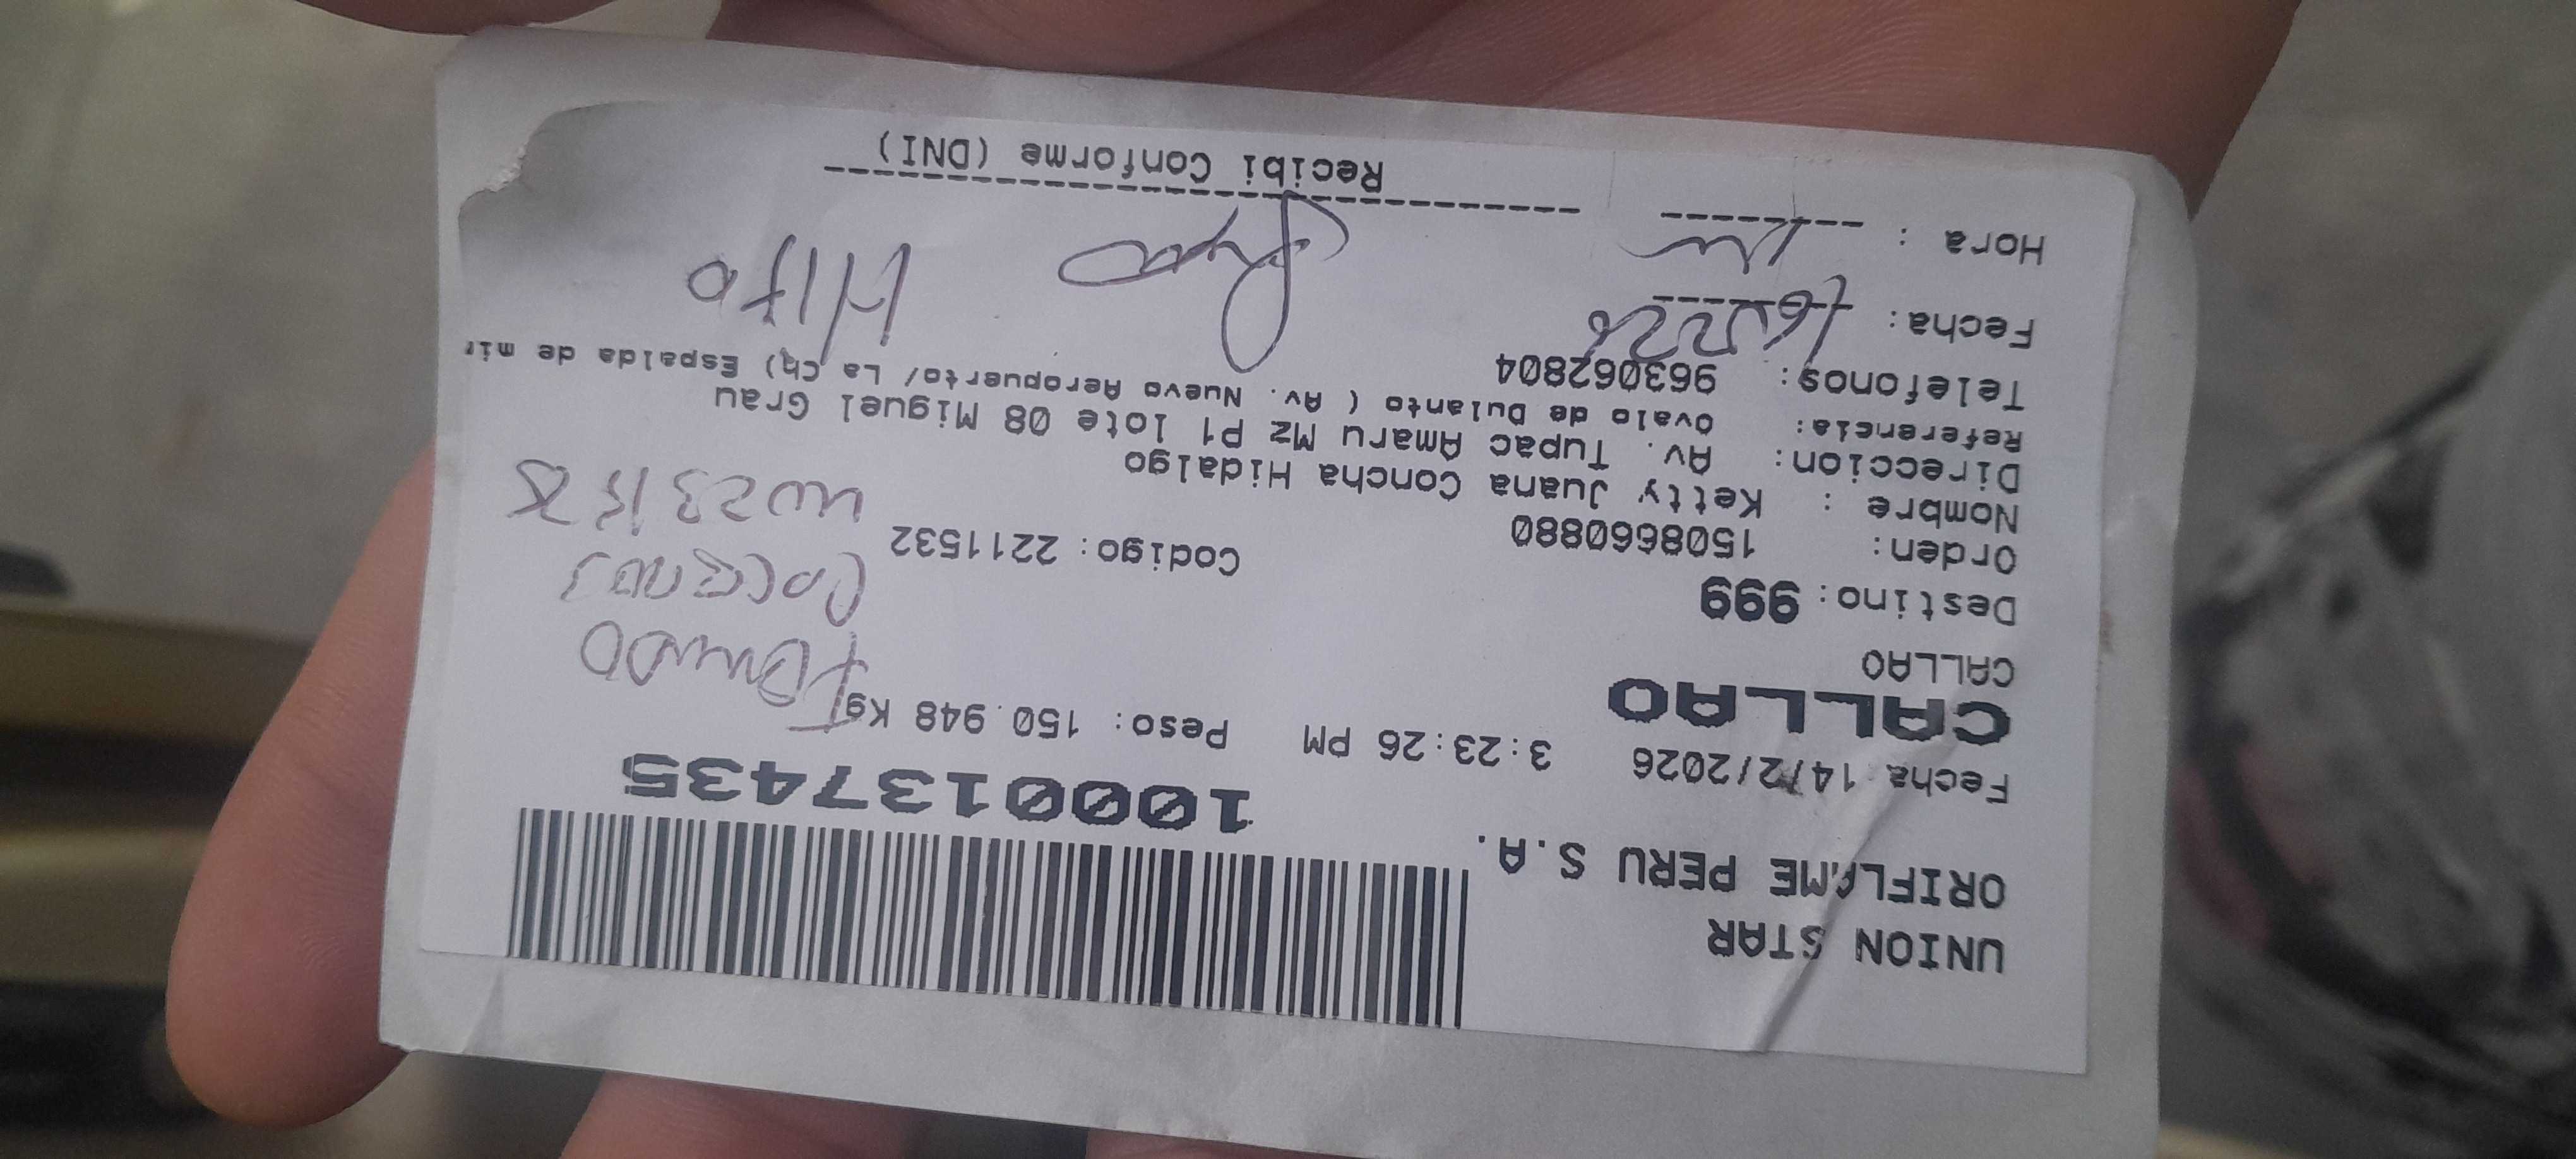 UNION STAR
ORIFLAME PERU S.A.
1000137435
Fecha 14/2/2026 3:23:26 PM Peso: 150.948 Kg
CALLAO
CALLAO
Destino: 999
Orden: 1508660880 Codigo: 2211532
Nombre : Ketty Juana Concha Hidalgo
Direccion: Av. Tupac Amaru Mz P1 lote 08 Miguel Grau
Referencia: Ovalo de Dulanto ( Av. Nuevo Aeropuerto/ La Ch) Espalda de mir
Telefonos: 963062804
Fecha:
HIJO
Hora :
Recibi Conforme (DNI)